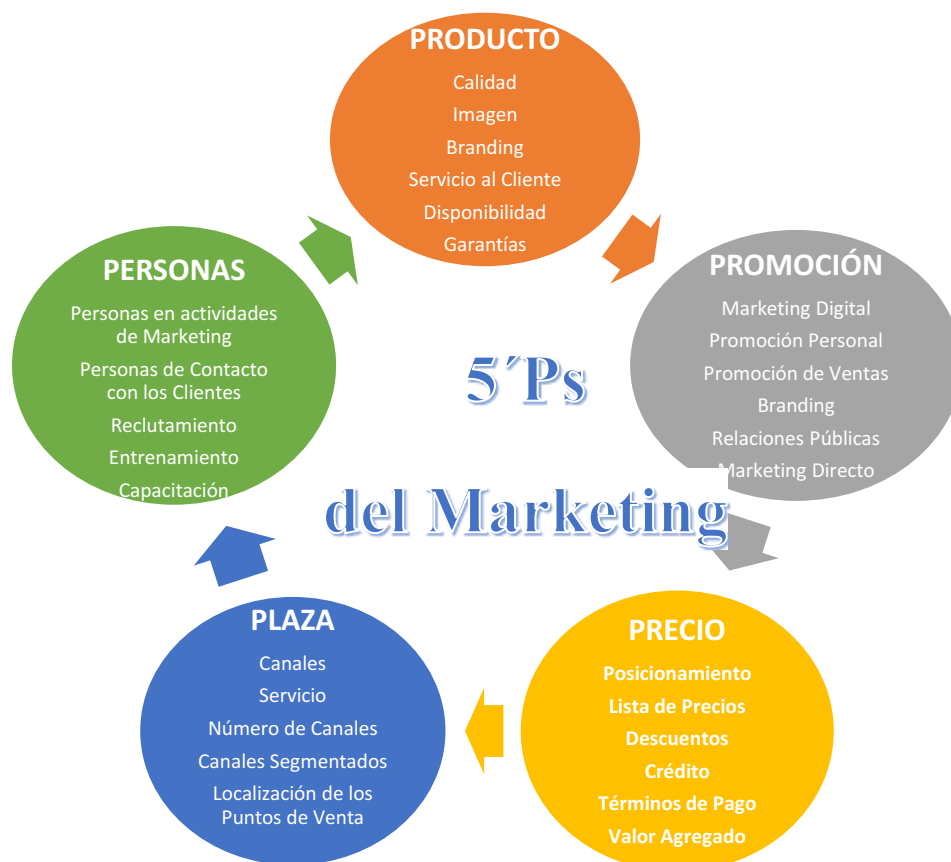 PRODUCTO
Calidad
Imagen
Branding
Servicio al Cliente
Disponibilidad
Garantías
PROMOCIÓN
Marketing Digital
Promoción Personal
Promoción de Ventas
Branding
Relaciones Públicas
Marketing Directo
PRECIO
Posicionamiento
Lista de Precios
Descuentos
Crédito
Términos de Pago
Valor Agregado
PLAZA
Canales
Servicio
Número de Canales
Canales Segmentados
Localización de los
Puntos de Venta
PERSONAS
Personas en actividades
de Marketing
Personas de Contacto
con los Clientes
Reclutamiento
Entrenamiento
Capacitación
5´Ps
del Marketing